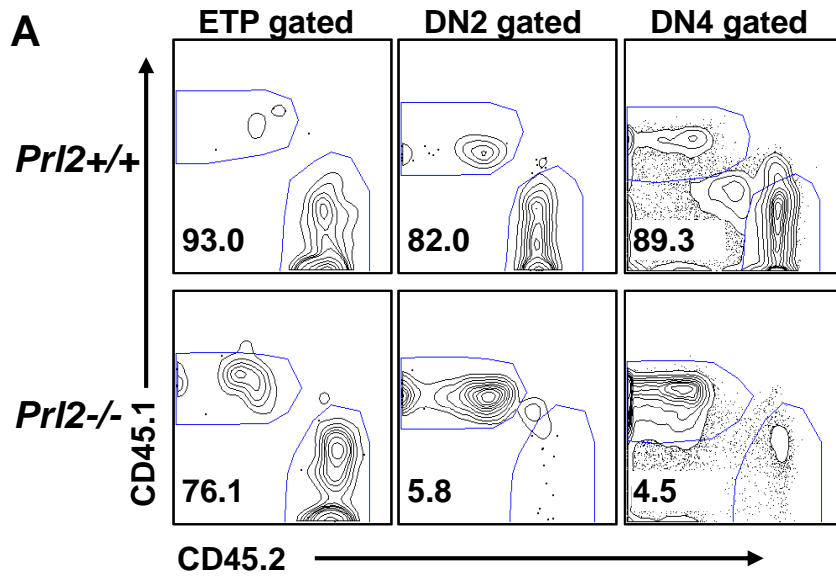 A
ETP gated DN2 gated DN4 gated
Prl2+/+
93.0 82.0 89.3
Prl2-/-
76.1 5.8 4.5
CD45.1
CD45.2